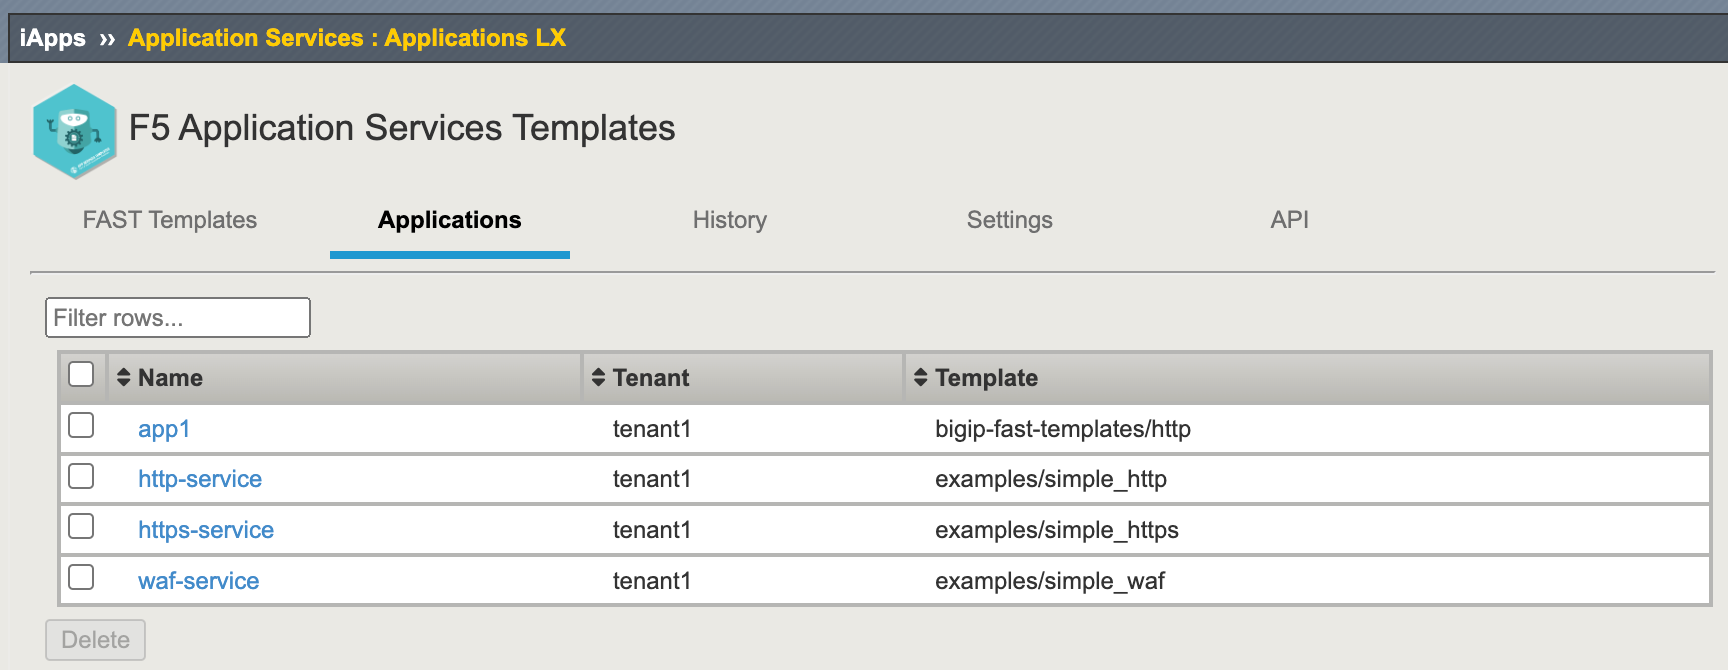 iApps ›› Application Services : Applications LX
F5 Application Services Templates
FAST Templates Applications History Settings API
Filter rows...
Name Tenant Template
app1 tenant1 bigip-fast-templates/http
http-service tenant1 examples/simple_http
https-service tenant1 examples/simple_https
waf-service tenant1 examples/simple_waf
Delete